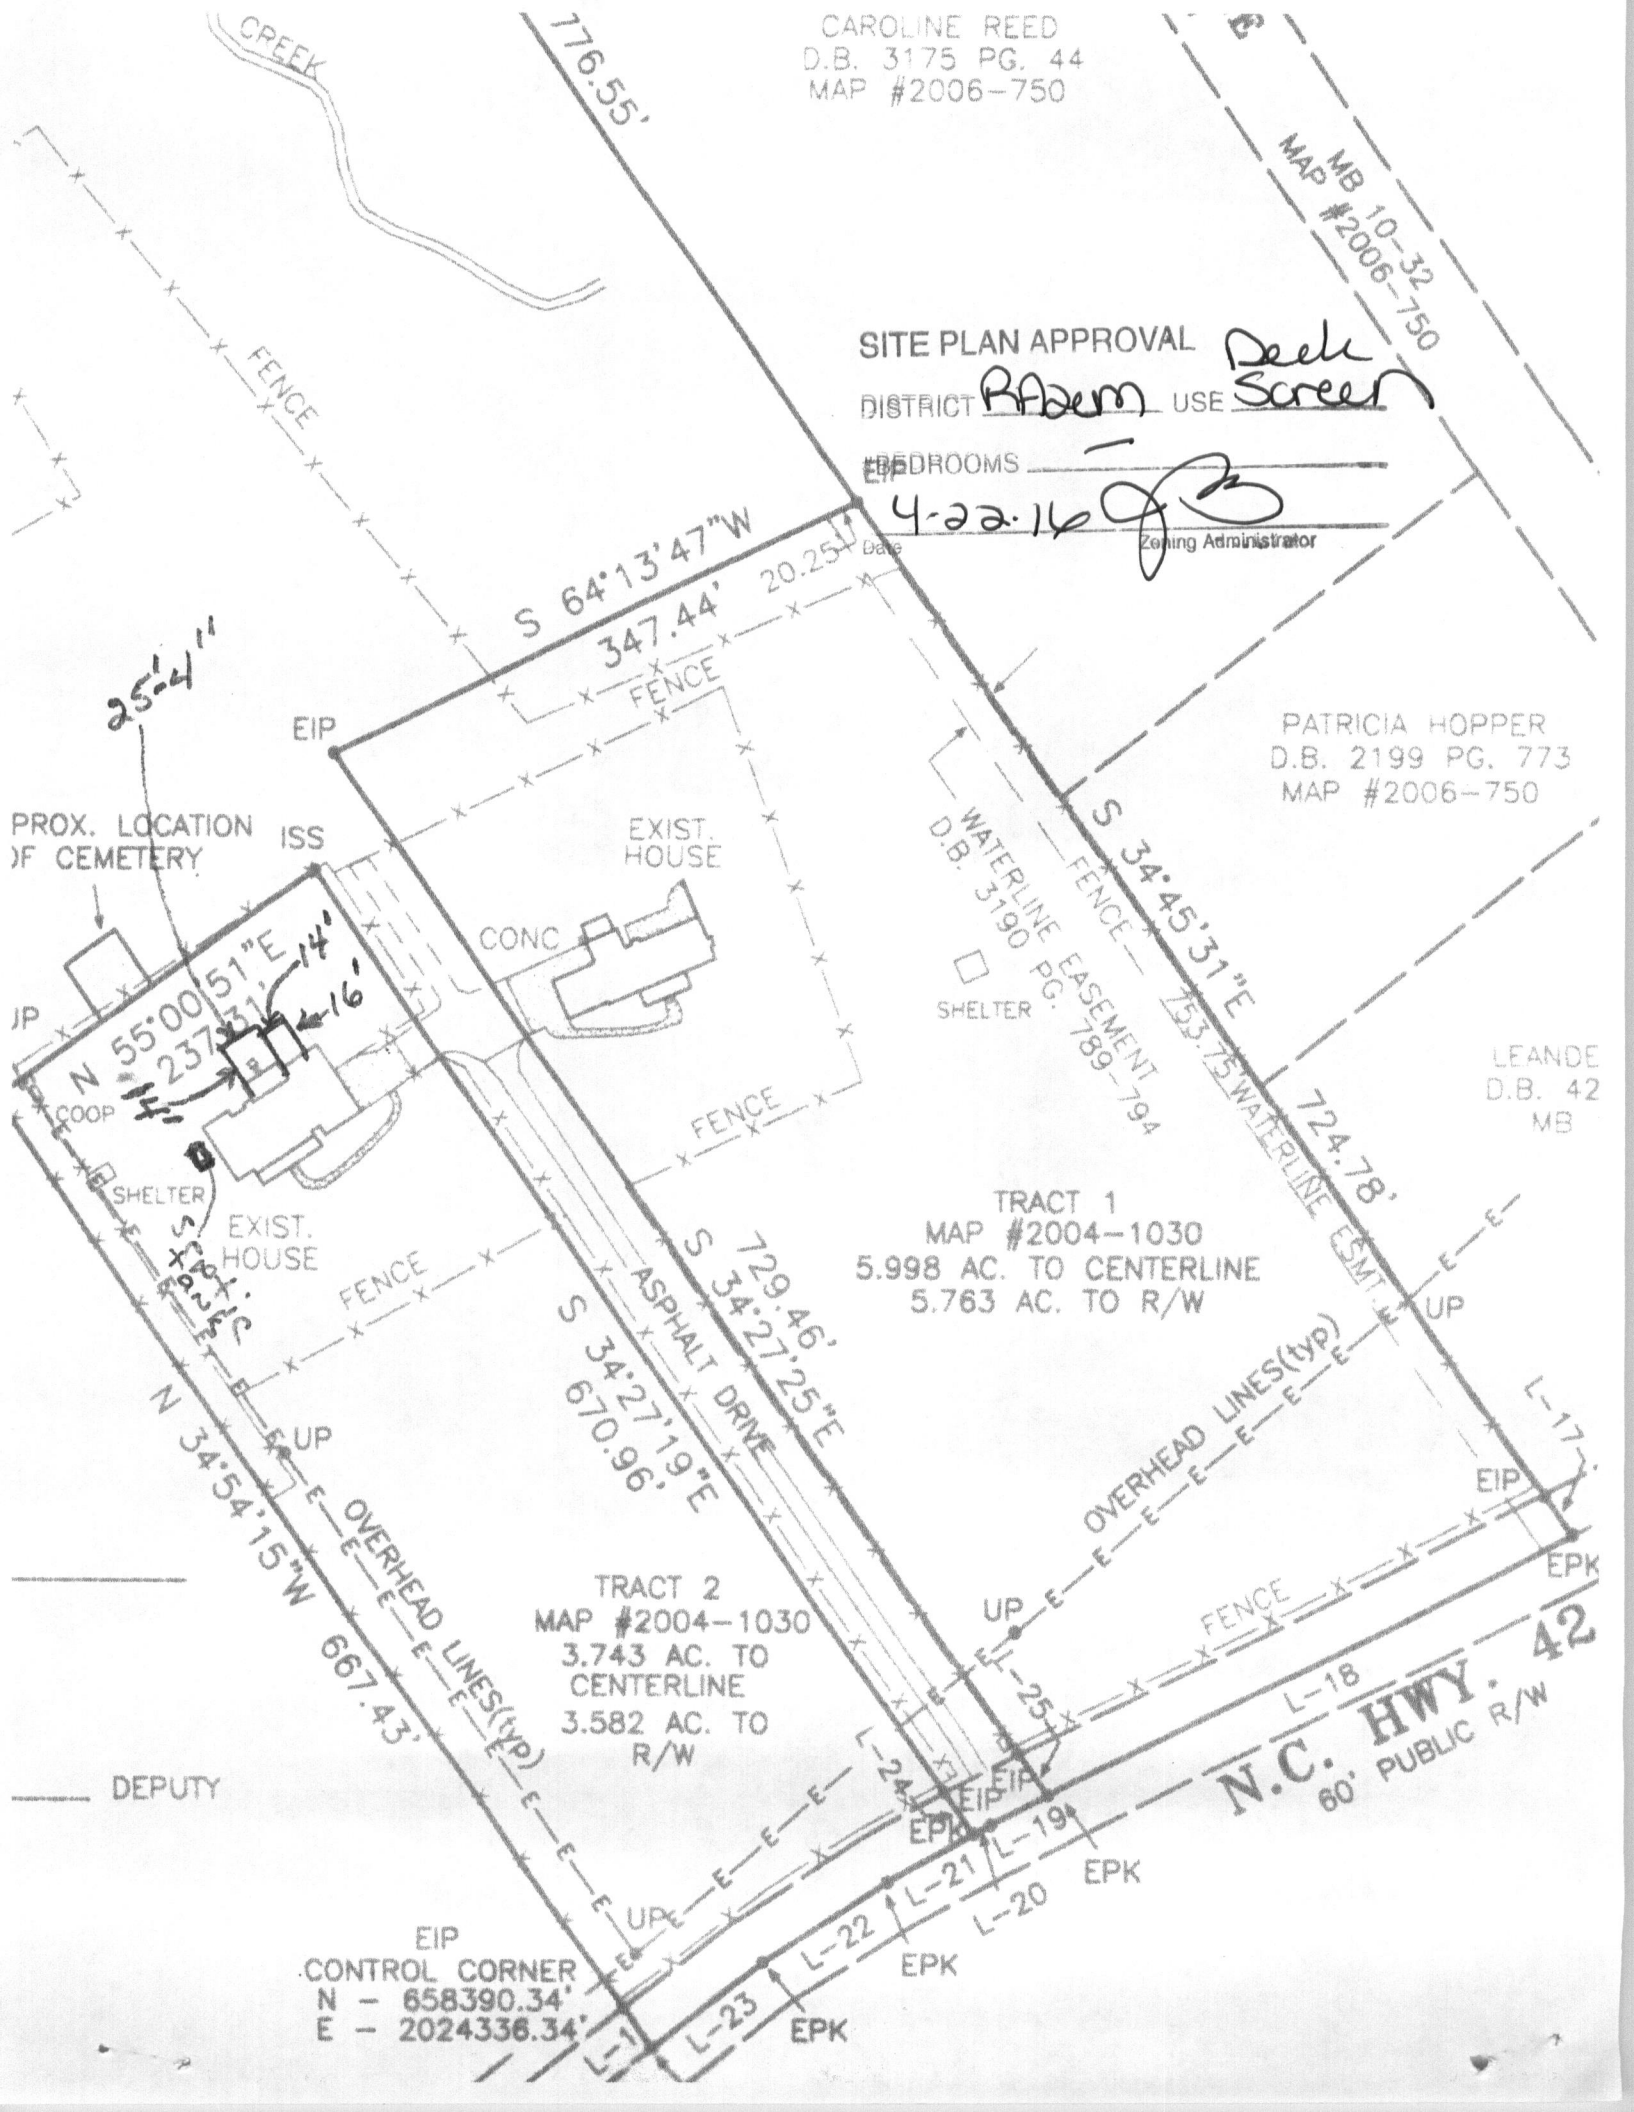 CREEK
776.55'
CAROLINE REED
D.B. 3175 PG. 44
MAP #2006-750
E
MB 10-32
MAP #2006-750
FENCE
SITE PLAN APPROVAL Deck
DISTRICT USE Screen
#BEDROOMS —
EIP
4-22-16
Date
Zoning Administrator
S 64°13'47"W
347.44'
20.25'
FENCE
25'-4"
EIP
PROX. LOCATION
OF CEMETERY
ISS
EXIST.
HOUSE
CONC
SHELTER
WATERLINE EASEMENT
D.B. 3190 PG. 789-794
FENCE
PATRICIA HOPPER
D.B. 2199 PG. 773
MAP #2006-750
S 34°45'31"E
724.78'
753.75' WATERLINE ESMT.
LEANDE
D.B. 42
MB
UP
N 55°00'51"E
237.31'
14'
16'
14'
COOP
SHELTER
EXIST.
HOUSE
FENCE
FENCE
TRACT 1
MAP #2004-1030
5.998 AC. TO CENTERLINE
5.763 AC. TO R/W
S 34°27'25"E
729.46'
ASPHALT DRIVE
S 34°27'19"E
670.96'
UP
OVERHEAD LINES(typ)
L-17
EIP
EPK
N 34°54'15"W 667.43'
UP
OVERHEAD LINES(typ)
TRACT 2
MAP #2004-1030
3.743 AC. TO
CENTERLINE
3.582 AC. TO
R/W
UP
L-25
FENCE
L-18
N.C. HWY. 42
60' PUBLIC R/W
DEPUTY
L-24
EIP
EIP
EPK
L-19
EPK
L-20
L-21
L-22
EPK
UP
EIP
CONTROL CORNER
N - 658390.34'
E - 2024336.34'
L-23
EPK
L-1